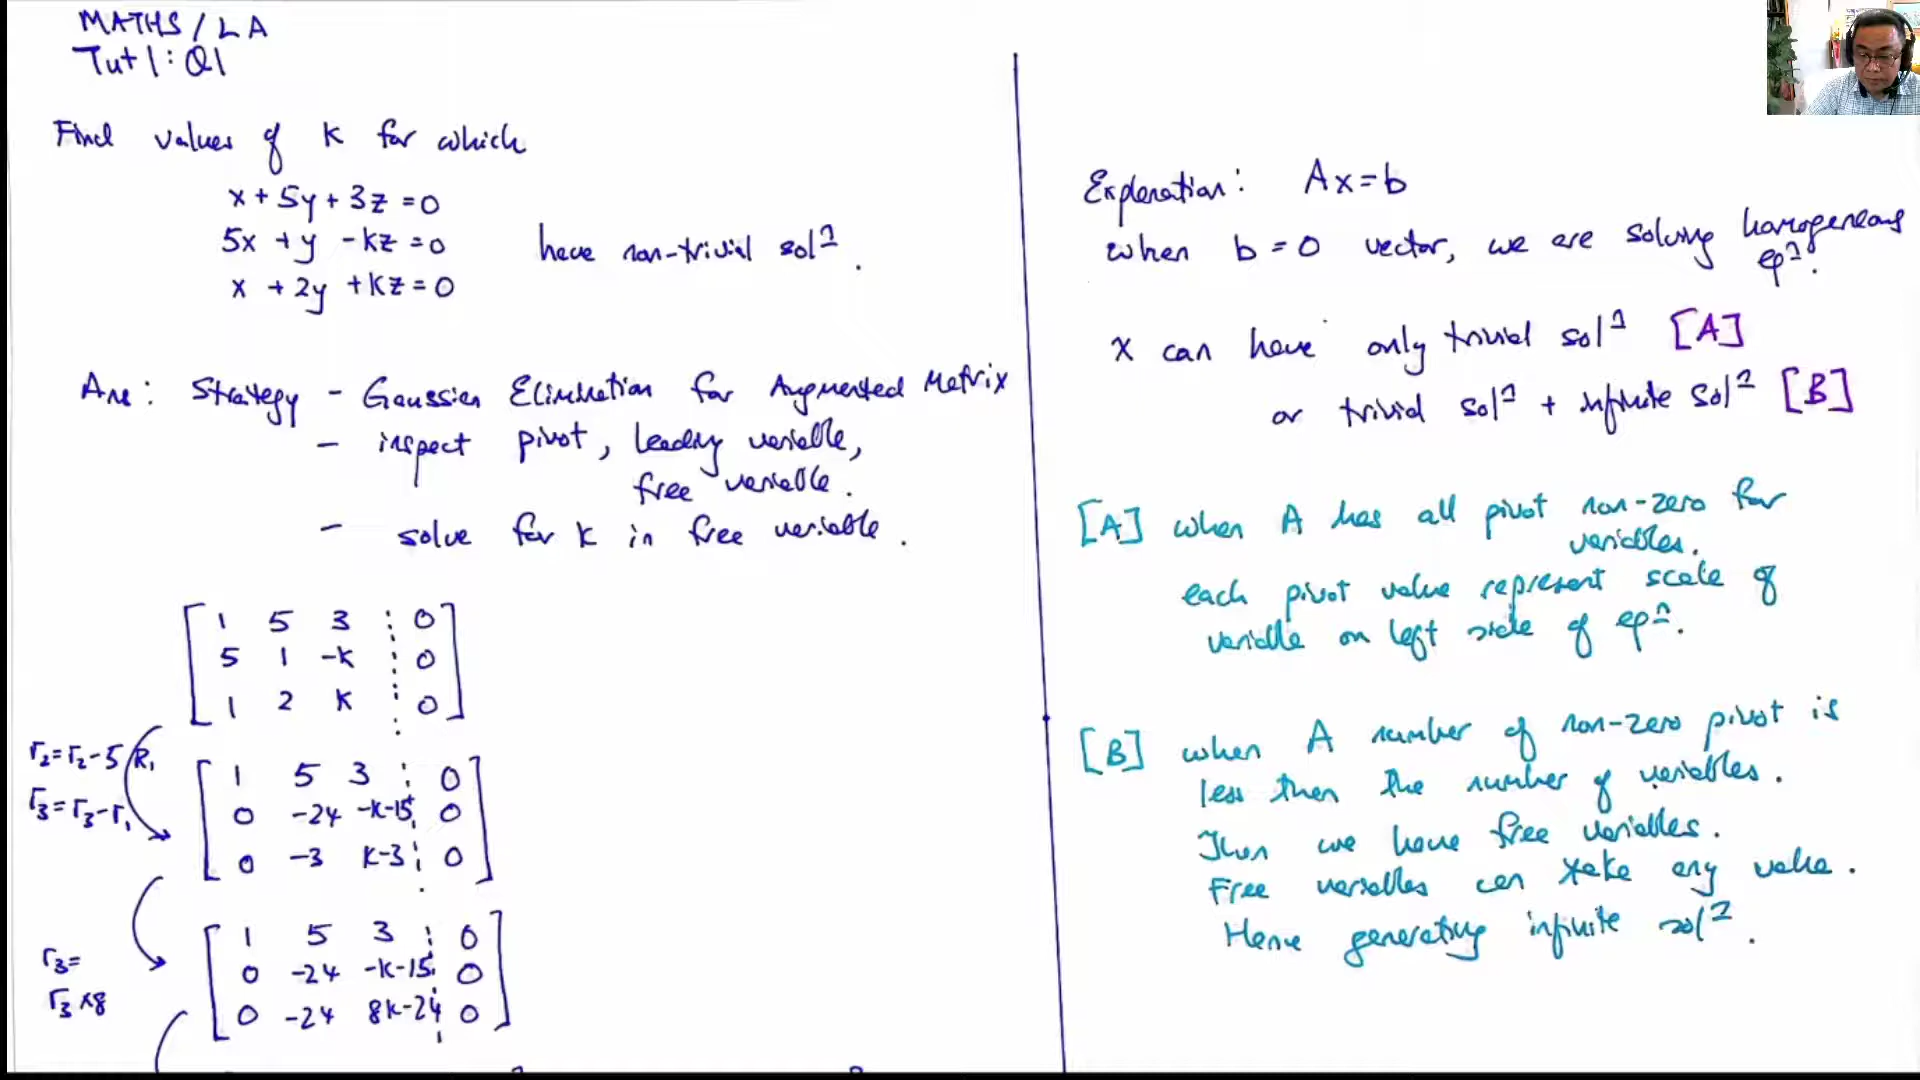 MATHS/LA
Tut 1: Q1
Find values of k for which
x + 5y + 3z = 0
5x + y - kz = 0
have non-trivial sol?.
x + 2y + kz = 0
Ans: Strategy - Gaussian Elimination for Augmented Matrix
- inspect pivot, leading variable,
free variable.
- solve for k in free variable.
1 5 3 0
5 1 -k 0
1 2 k 0
r2=r2-5R1
r3=r3-r1
1 5 3 0
0 -24 -k-15 0
0 -3 k-3 0
r3=
r3 x8
1 5 3 0
0 -24 -k-15 0
0 -24 8k-24 0
Explanation: Ax=b
when b=0 vector, we are solving homogeneous
eqn.
x can have only trivial soln [A]
or trivial soln + infinite soln [B]
[A] when A has all pivot non-zero for
variables.
each pivot value represent scale of
variable on left side of eqn.
[B] when A number of non-zero pivot is
less than the number of variables.
Then we have free variables.
Free variables can take any value.
Hence generating infinite soln.